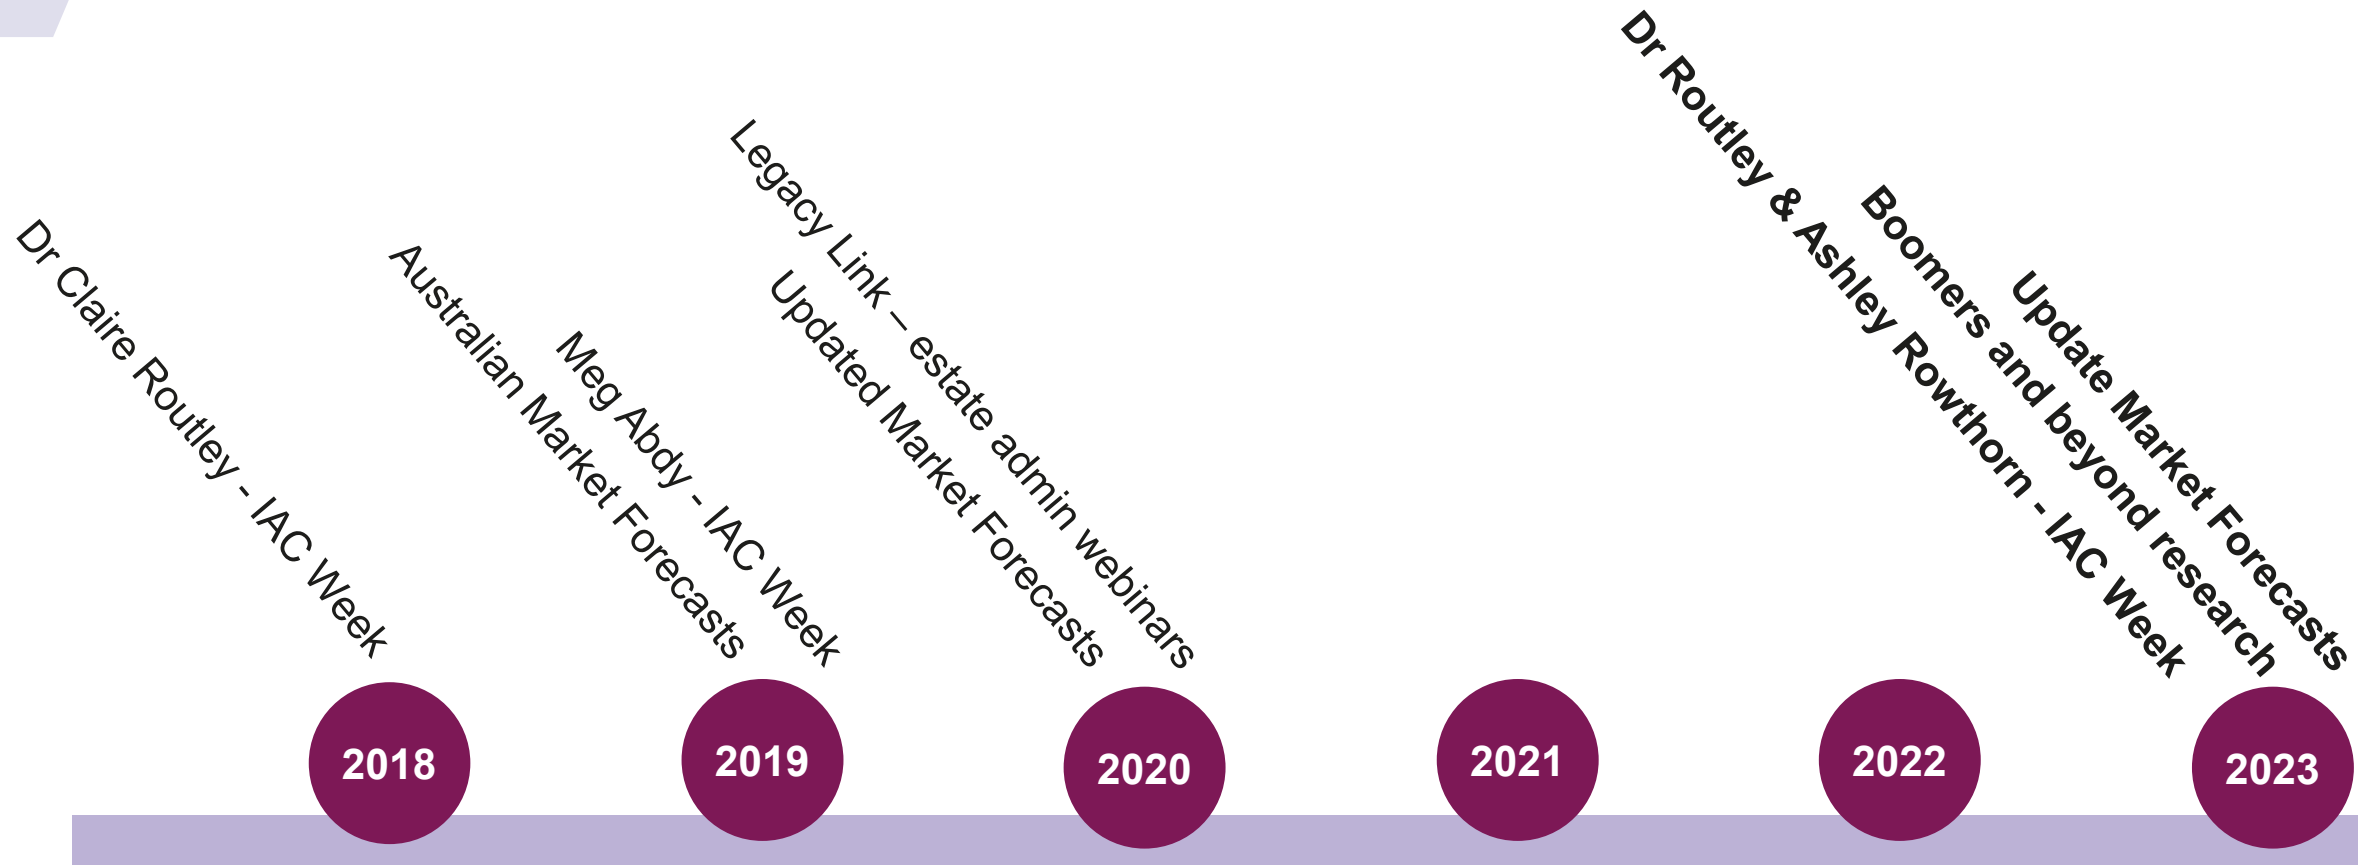 Dr Claire Routley - IAC Week
Australian Market Forecasts
Meg Abdy - IAC Week
Updated Market Forecasts
Legacy Link – estate admin webinars
Dr Routley & Ashley Rowthorn - IAC Week
Boomers and beyond research
Update Market Forecasts
2018
2019
2020
2021
2022
2023